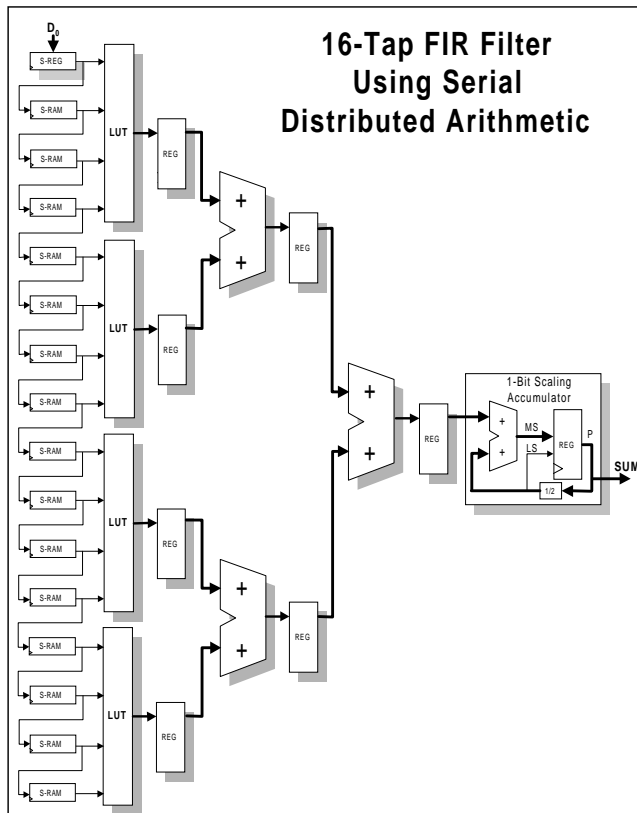 D0
16-Tap FIR Filter
Using Serial
Distributed Arithmetic
S-REG
S-RAM
S-RAM
S-RAM
LUT
REG
S-RAM
S-RAM
S-RAM
S-RAM
LUT
REG
+
+
REG
S-RAM
S-RAM
S-RAM
S-RAM
LUT
REG
S-RAM
S-RAM
S-RAM
S-RAM
LUT
REG
+
+
REG
+
+
REG
1-Bit Scaling
Accumulator
+
+
MS
LS
REG
P
1/2
SUM